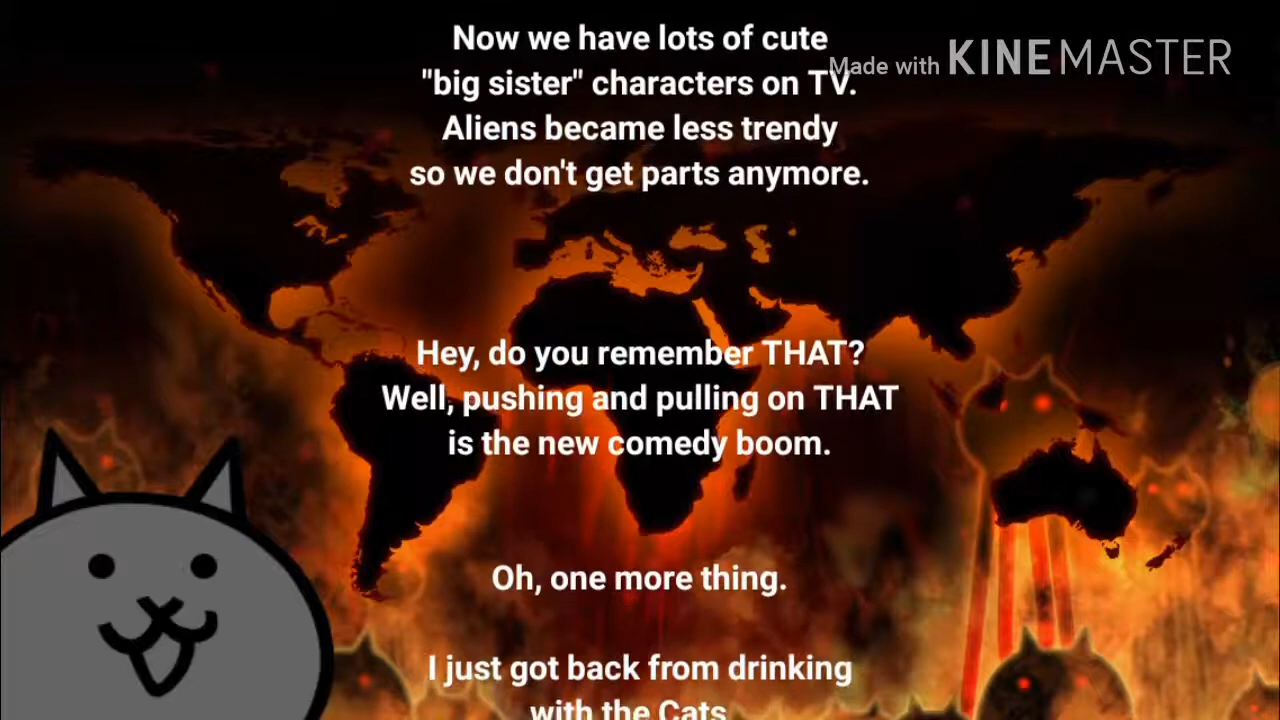 Now we have lots of cute
"big sister" characters on TV.
Made with KINEMASTER
Aliens became less trendy
so we don't get parts anymore.
Hey, do you remember THAT?
Well, pushing and pulling on THAT
is the new comedy boom.
Oh, one more thing.
I just got back from drinking
with the Cats